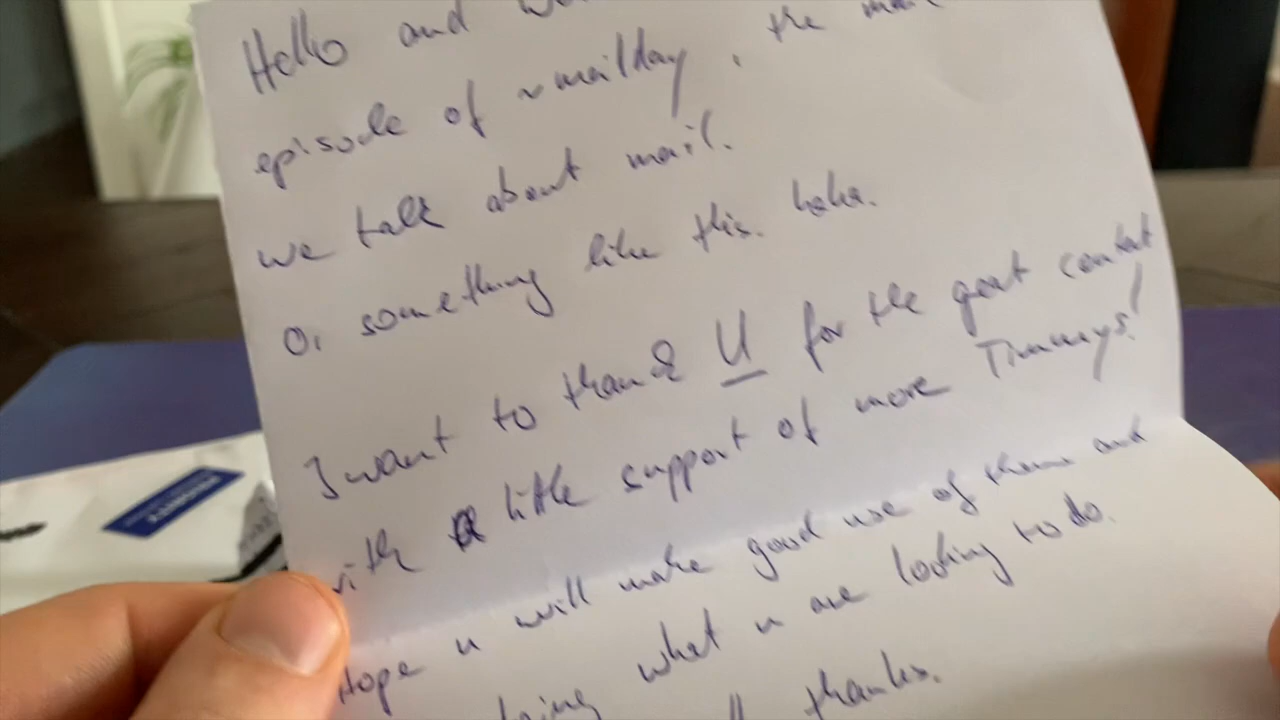 Hello and
episode of ~mailday, the
we talk about mail.
Or something like this. haha.
I want to thank U for the great content
with a little support of more Timmys!
Hope u will make good use of them and
what u are looking to do.
thanks.